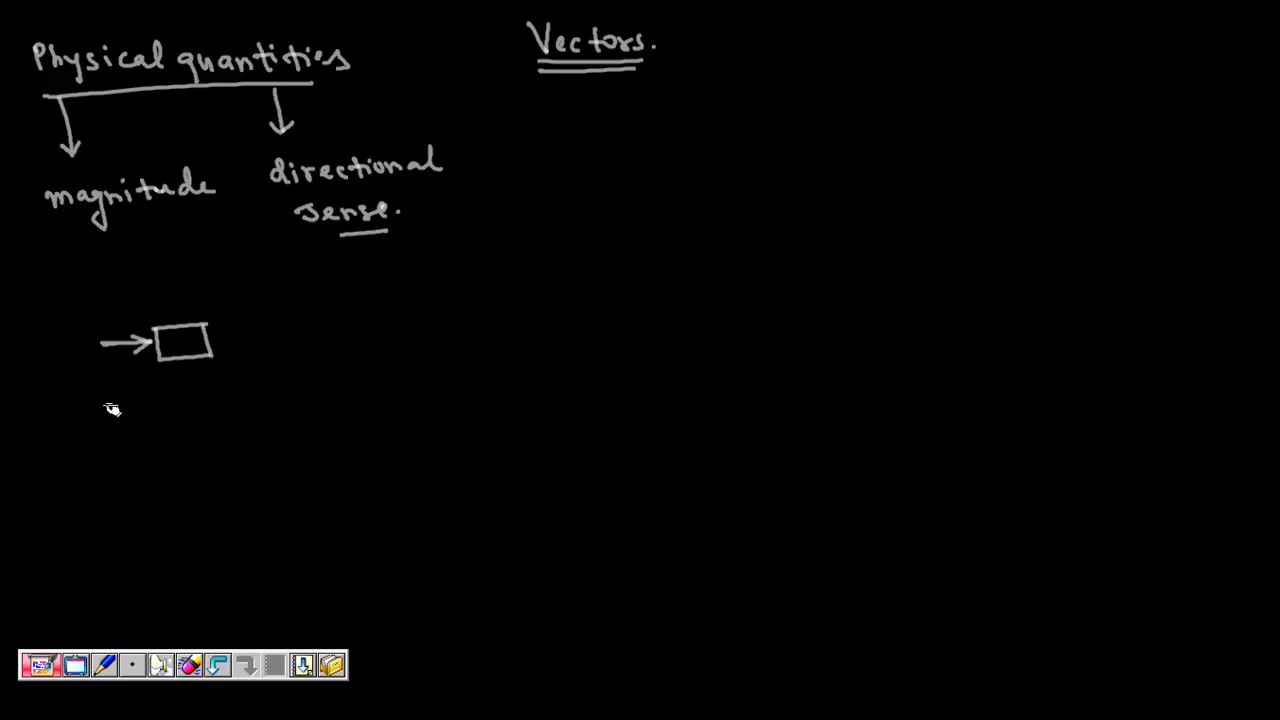 Vectors.
Physical quantities
magnitude
directional
sense.